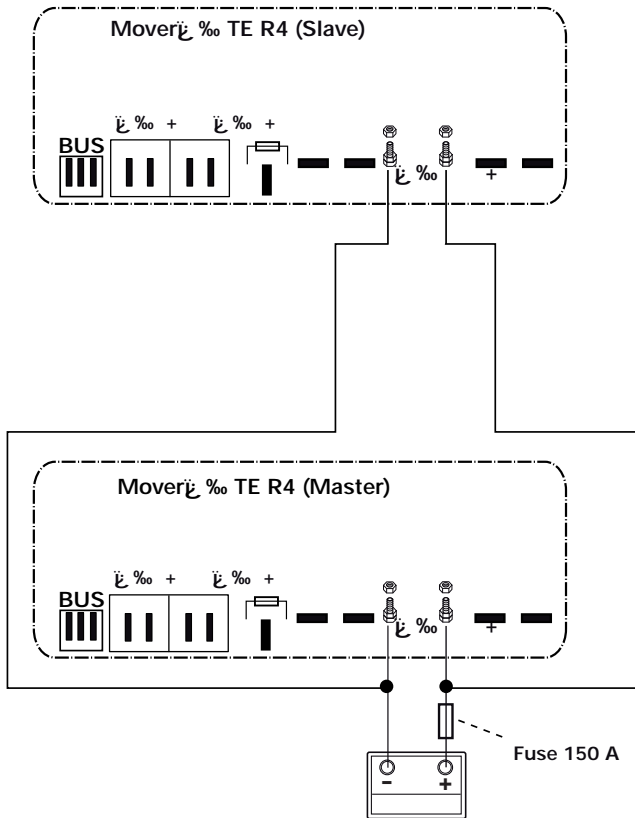 Mover ‰ TE R4 (Slave)
‰ + ‰ +
BUS
‰
+
Mover ‰ TE R4 (Master)
‰ + ‰ +
BUS
‰
+
Fuse 150 A
- +